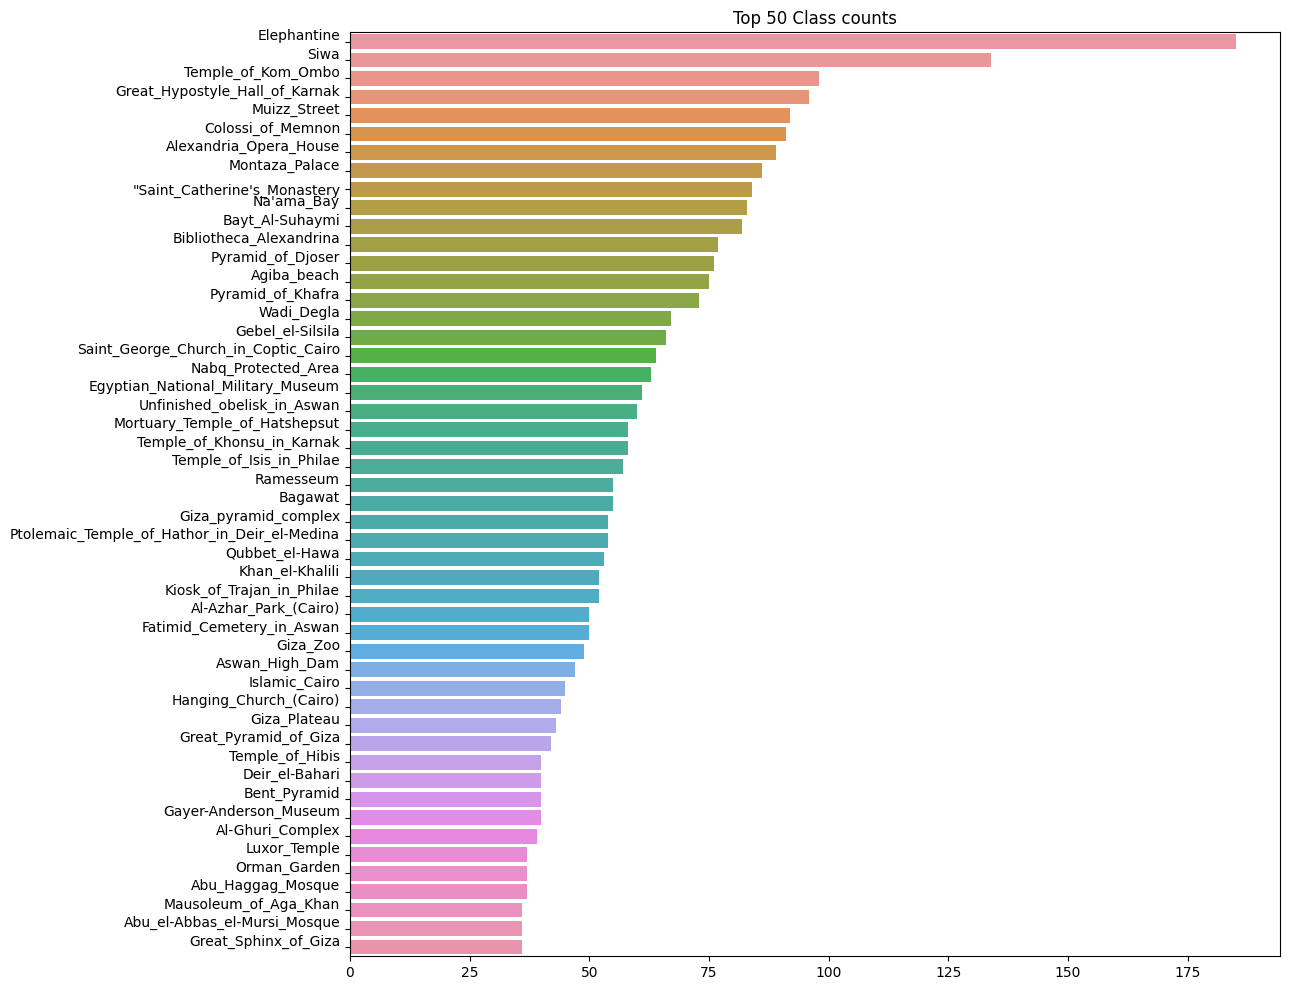 Top 50 Class counts
Elephantine
Siwa
Temple_of_Kom_Ombo
Great_Hypostyle_Hall_of_Karnak
Muizz_Street
Colossi_of_Memnon
Alexandria_Opera_House
Montaza_Palace
"Saint_Catherine's_Monastery
Na'ama_Bay
Bayt_Al-Suhaymi
Bibliotheca_Alexandrina
Pyramid_of_Djoser
Agiba_beach
Pyramid_of_Khafra
Wadi_Degla
Gebel_el-Silsila
Saint_George_Church_in_Coptic_Cairo
Nabq_Protected_Area
Egyptian_National_Military_Museum
Unfinished_obelisk_in_Aswan
Mortuary_Temple_of_Hatshepsut
Temple_of_Khonsu_in_Karnak
Temple_of_Isis_in_Philae
Ramesseum
Bagawat
Giza_pyramid_complex
Ptolemaic_Temple_of_Hathor_in_Deir_el-Medina
Qubbet_el-Hawa
Khan_el-Khalili
Kiosk_of_Trajan_in_Philae
Al-Azhar_Park_(Cairo)
Fatimid_Cemetery_in_Aswan
Giza_Zoo
Aswan_High_Dam
Islamic_Cairo
Hanging_Church_(Cairo)
Giza_Plateau
Great_Pyramid_of_Giza
Temple_of_Hibis
Deir_el-Bahari
Bent_Pyramid
Gayer-Anderson_Museum
Al-Ghuri_Complex
Luxor_Temple
Orman_Garden
Abu_Haggag_Mosque
Mausoleum_of_Aga_Khan
Abu_el-Abbas_el-Mursi_Mosque
Great_Sphinx_of_Giza
0 25 50 75 100 125 150 175